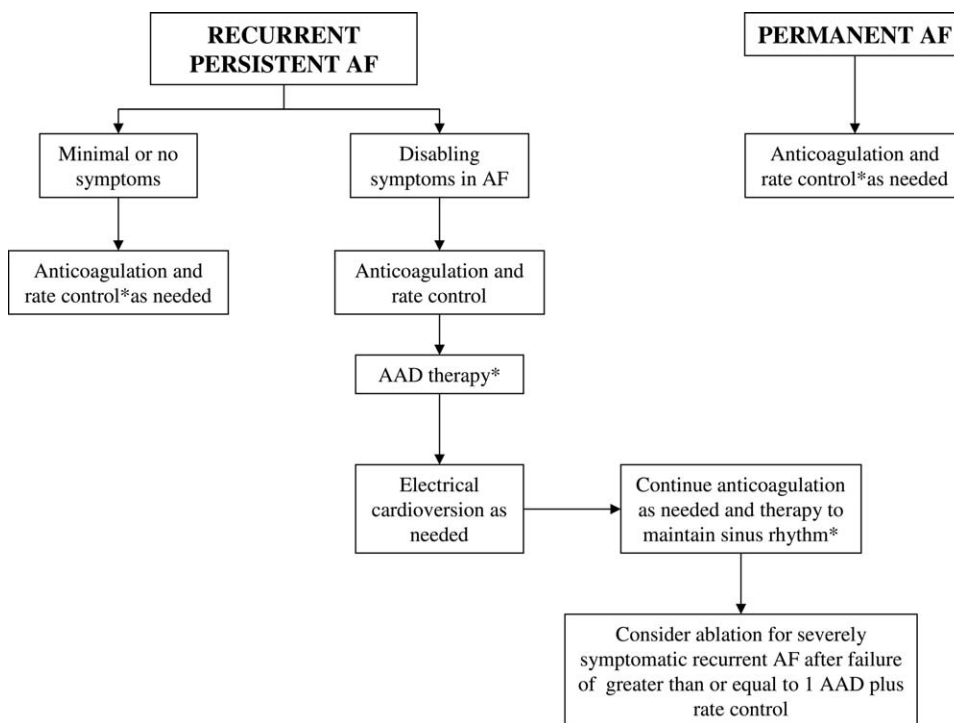 RECURRENT
PERSISTENT AF
PERMANENT AF
Minimal or no
symptoms
Disabling
symptoms in AF
Anticoagulation and
rate control*as needed
Anticoagulation and
rate control*as needed
Anticoagulation and
rate control
AAD therapy*
Electrical
cardioversion as
needed
Continue anticoagulation
as needed and therapy to
maintain sinus rhythm*
Consider ablation for severely
symptomatic recurrent AF after failure
of greater than or equal to 1 AAD plus
rate control